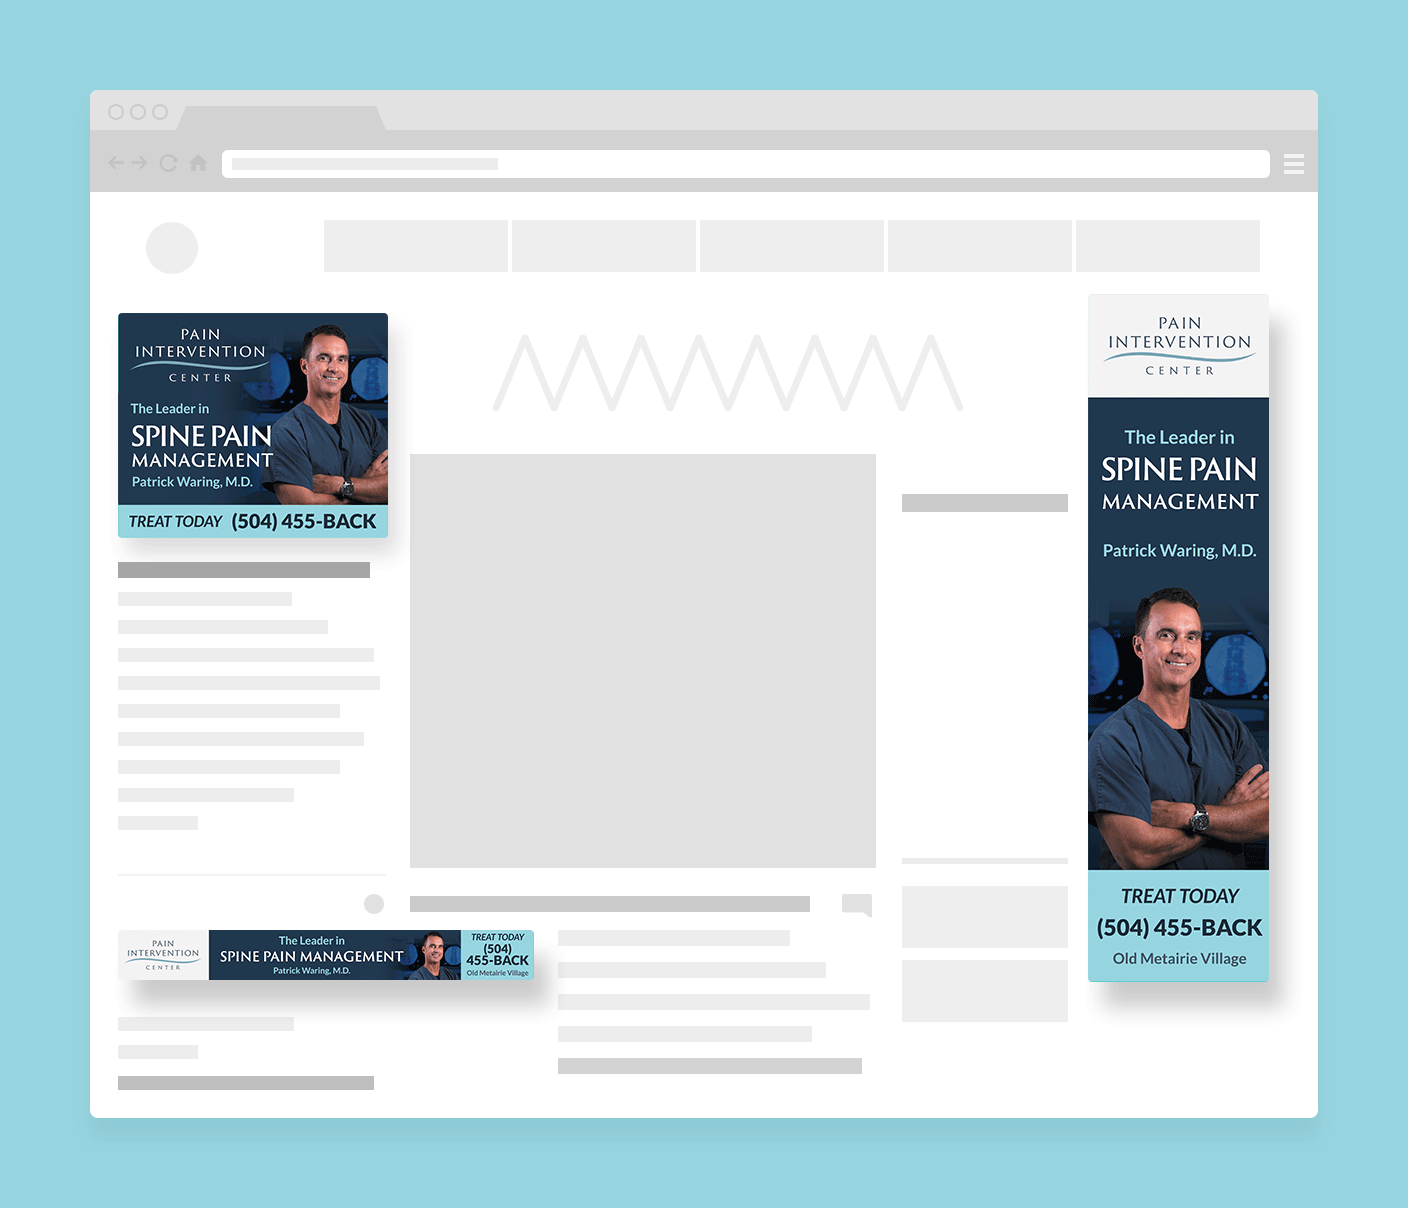 PAIN
INTERVENTION
CENTER
The Leader in
SPINE PAIN
MANAGEMENT
Patrick Waring, M.D.
TREAT TODAY (504) 455-BACK
PAIN
INTERVENTION
CENTER
The Leader in
SPINE PAIN MANAGEMENT
Patrick Waring, M.D.
TREAT TODAY
(504)
455-BACK
Old Metairie Village
PAIN
INTERVENTION
CENTER
The Leader in
SPINE PAIN
MANAGEMENT
Patrick Waring, M.D.
TREAT TODAY
(504) 455-BACK
Old Metairie Village